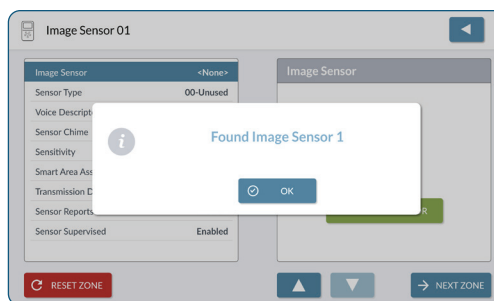 Image Sensor 01
Image Sensor <None>
Image Sensor
Sensor Type 00-Unused
Voice Descript
Sensor Chime
Sensitivity
Smart Area Ass
Transmission D
Sensor Reports
Sensor Supervised Enabled
Found Image Sensor 1
OK
R
RESET ZONE
NEXT ZONE